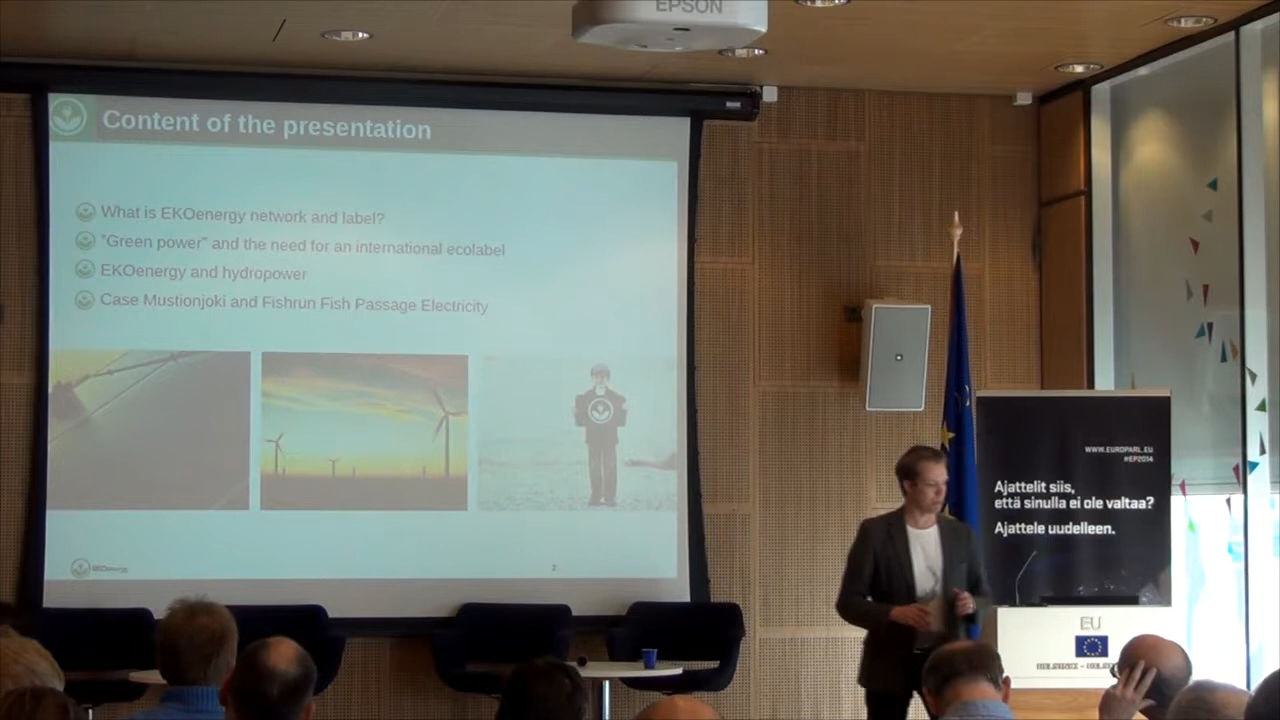 EPSON
Content of the presentation
What is EKOenergy network and label?
"Green power" and the need for an international ecolabel
EKOenergy and hydropower
Case Mustionjoki and Fishrun Fish Passage Electricity
EKOenergy
2
WWW.EUROPARL.EU
#EP2014
Ajattelit siis,
että sinulla ei ole valtaa?
Ajattele uudelleen.
EU